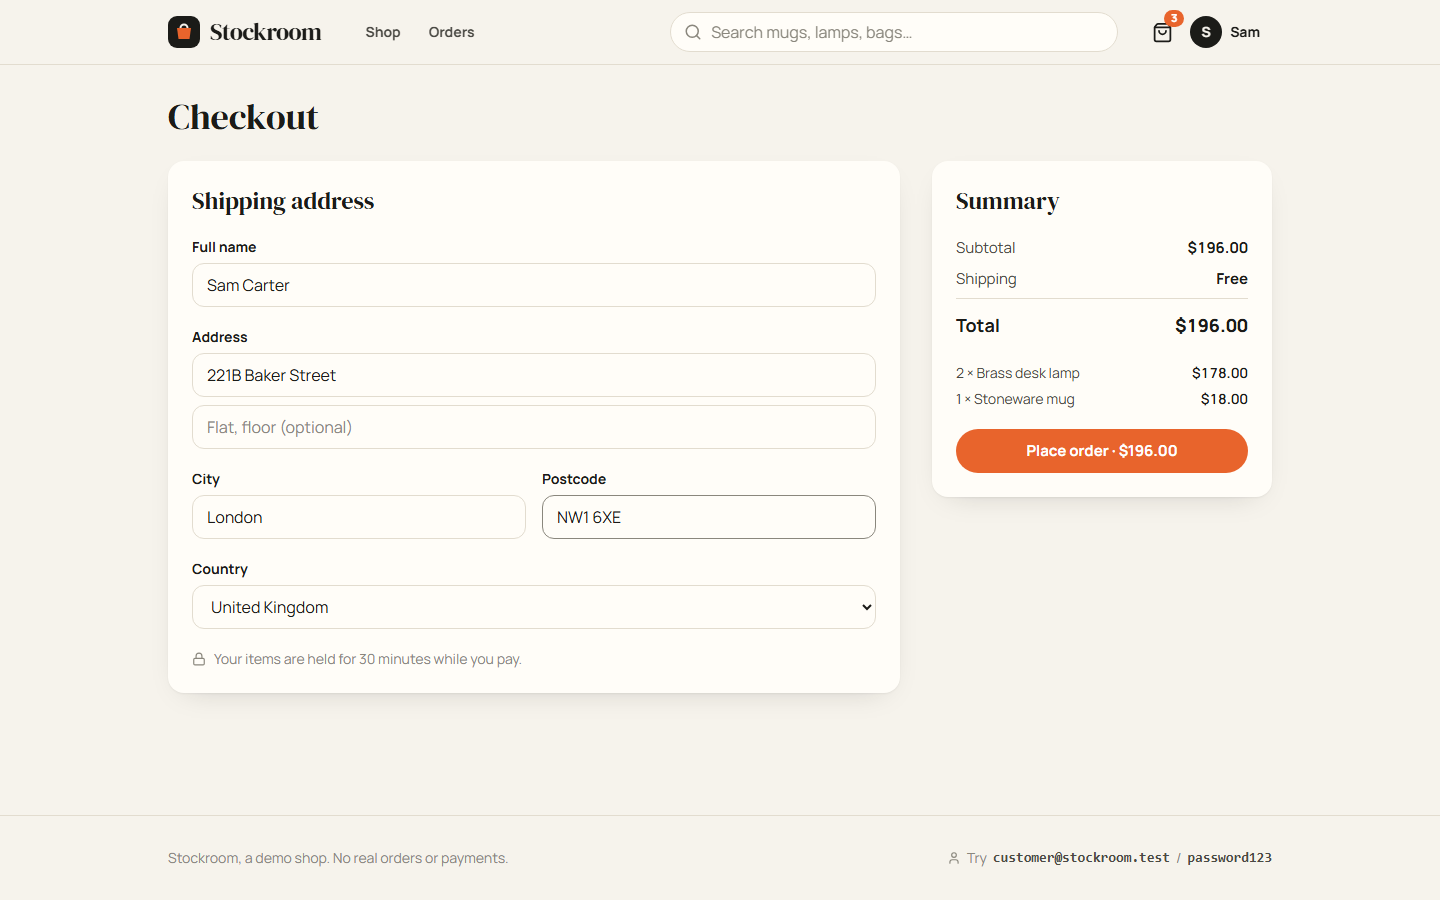 Stockroom
Shop
Orders
Search mugs, lamps, bags...
3
S
Sam
Checkout
Shipping address
Full name
Sam Carter
Address
221B Baker Street
Flat, floor (optional)
City
Postcode
London
NW1 6XE
Country
United Kingdom
Your items are held for 30 minutes while you pay.
Summary
Subtotal $196.00
Shipping Free
Total $196.00
2 × Brass desk lamp $178.00
1 × Stoneware mug $18.00
Place order · $196.00
Stockroom, a demo shop. No real orders or payments.
Try customer@stockroom.test / password123